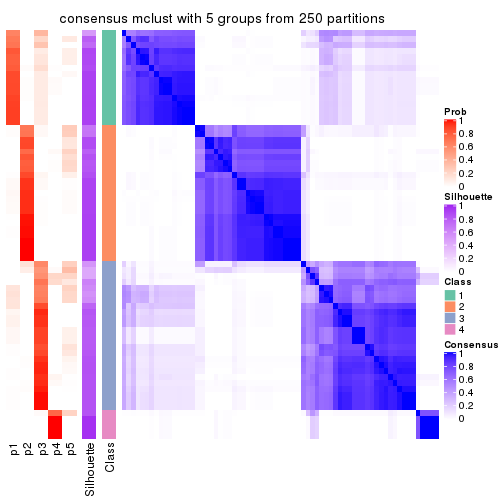 consensus mclust with 5 groups from 250 partitions
Prob
1
0.8
0.6
0.4
0.2
0
Silhouette
1
0.8
0.6
0.4
0.2
0
Class
1
2
3
4
Consensus
1
0.8
0.6
0.4
0.2
0
p1
p2
p3
p4
p5
Silhouette
Class